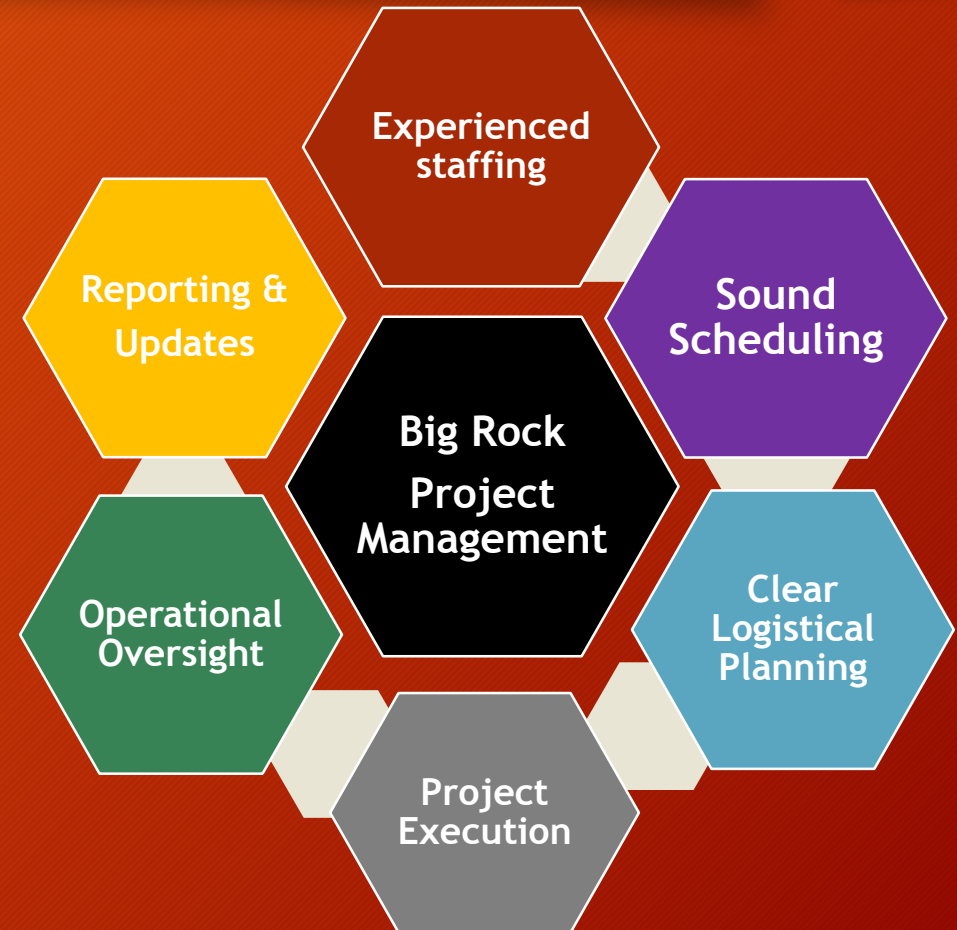 Experienced
staffing
Reporting &
Updates
Sound
Scheduling
Big Rock
Project
Management
Operational
Oversight
Clear
Logistical
Planning
Project
Execution